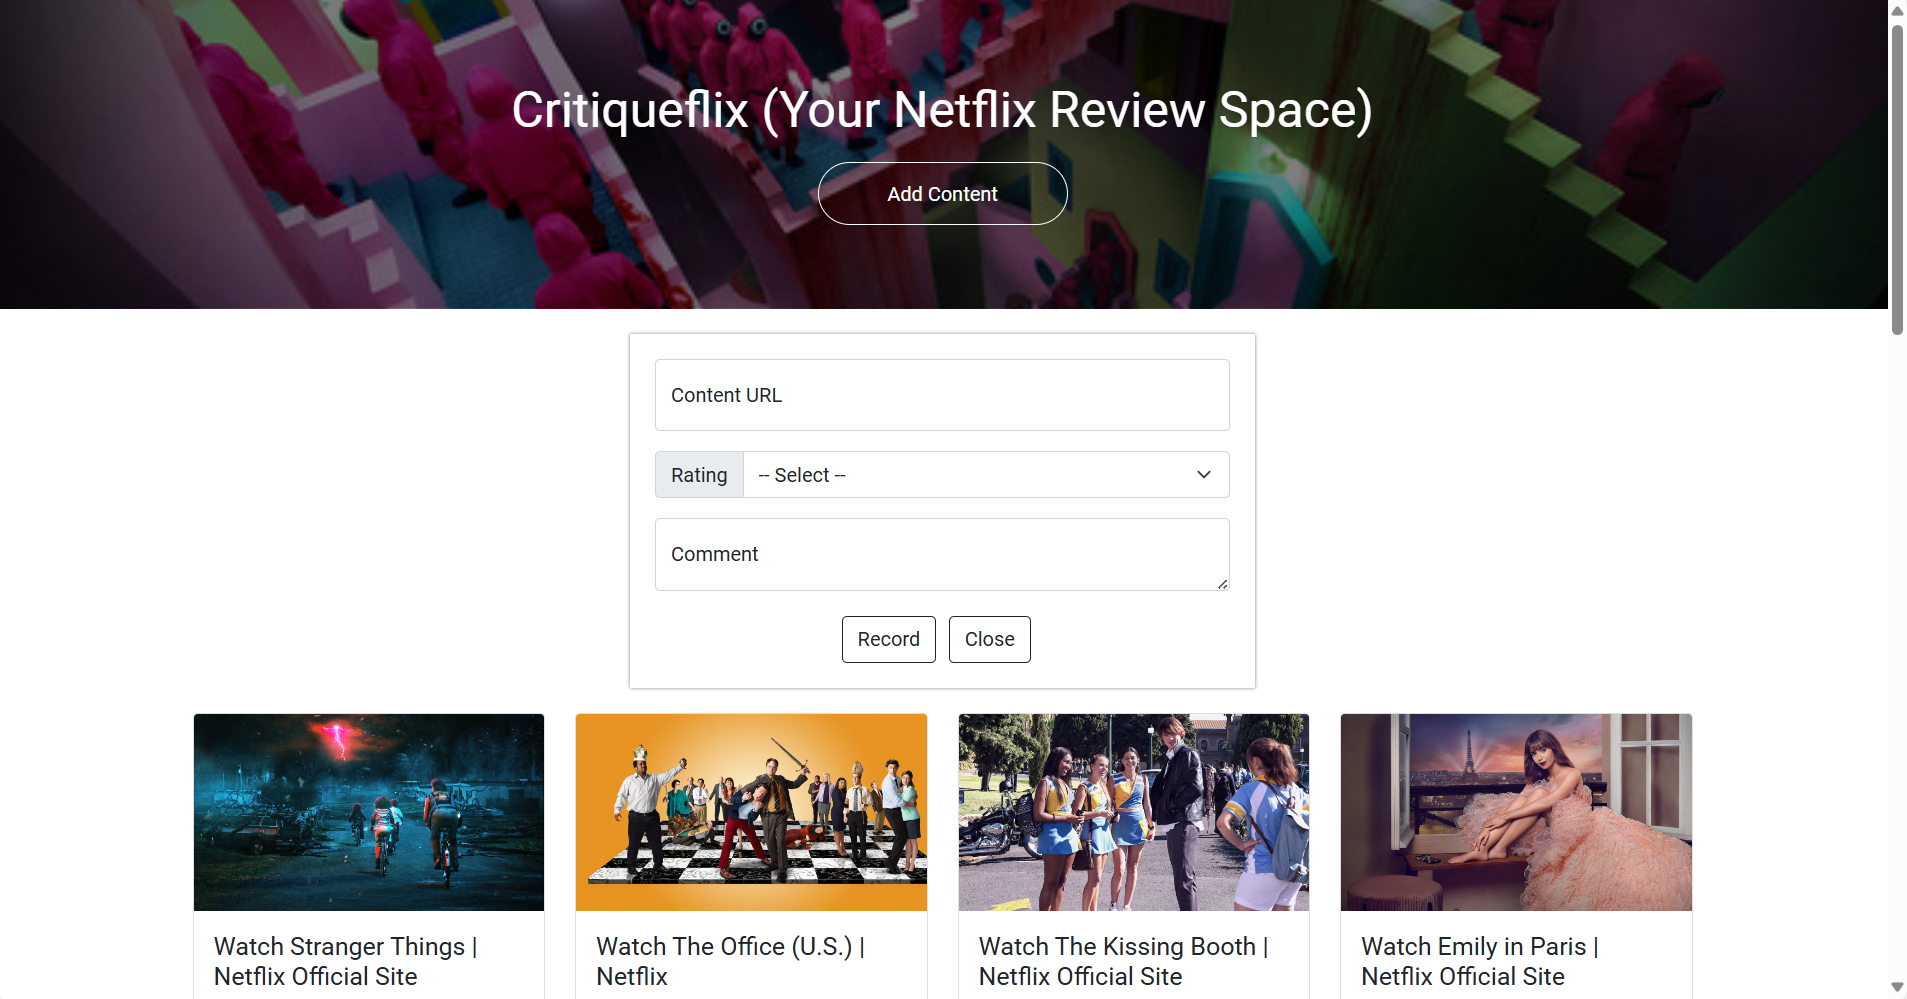 Critiqueflix (Your Netflix Review Space)
Add Content
Content URL
Rating
-- Select --
Comment
Record
Close
Watch Stranger Things |
Netflix Official Site
Watch The Office (U.S.) |
Netflix
Watch The Kissing Booth |
Netflix Official Site
Watch Emily in Paris |
Netflix Official Site